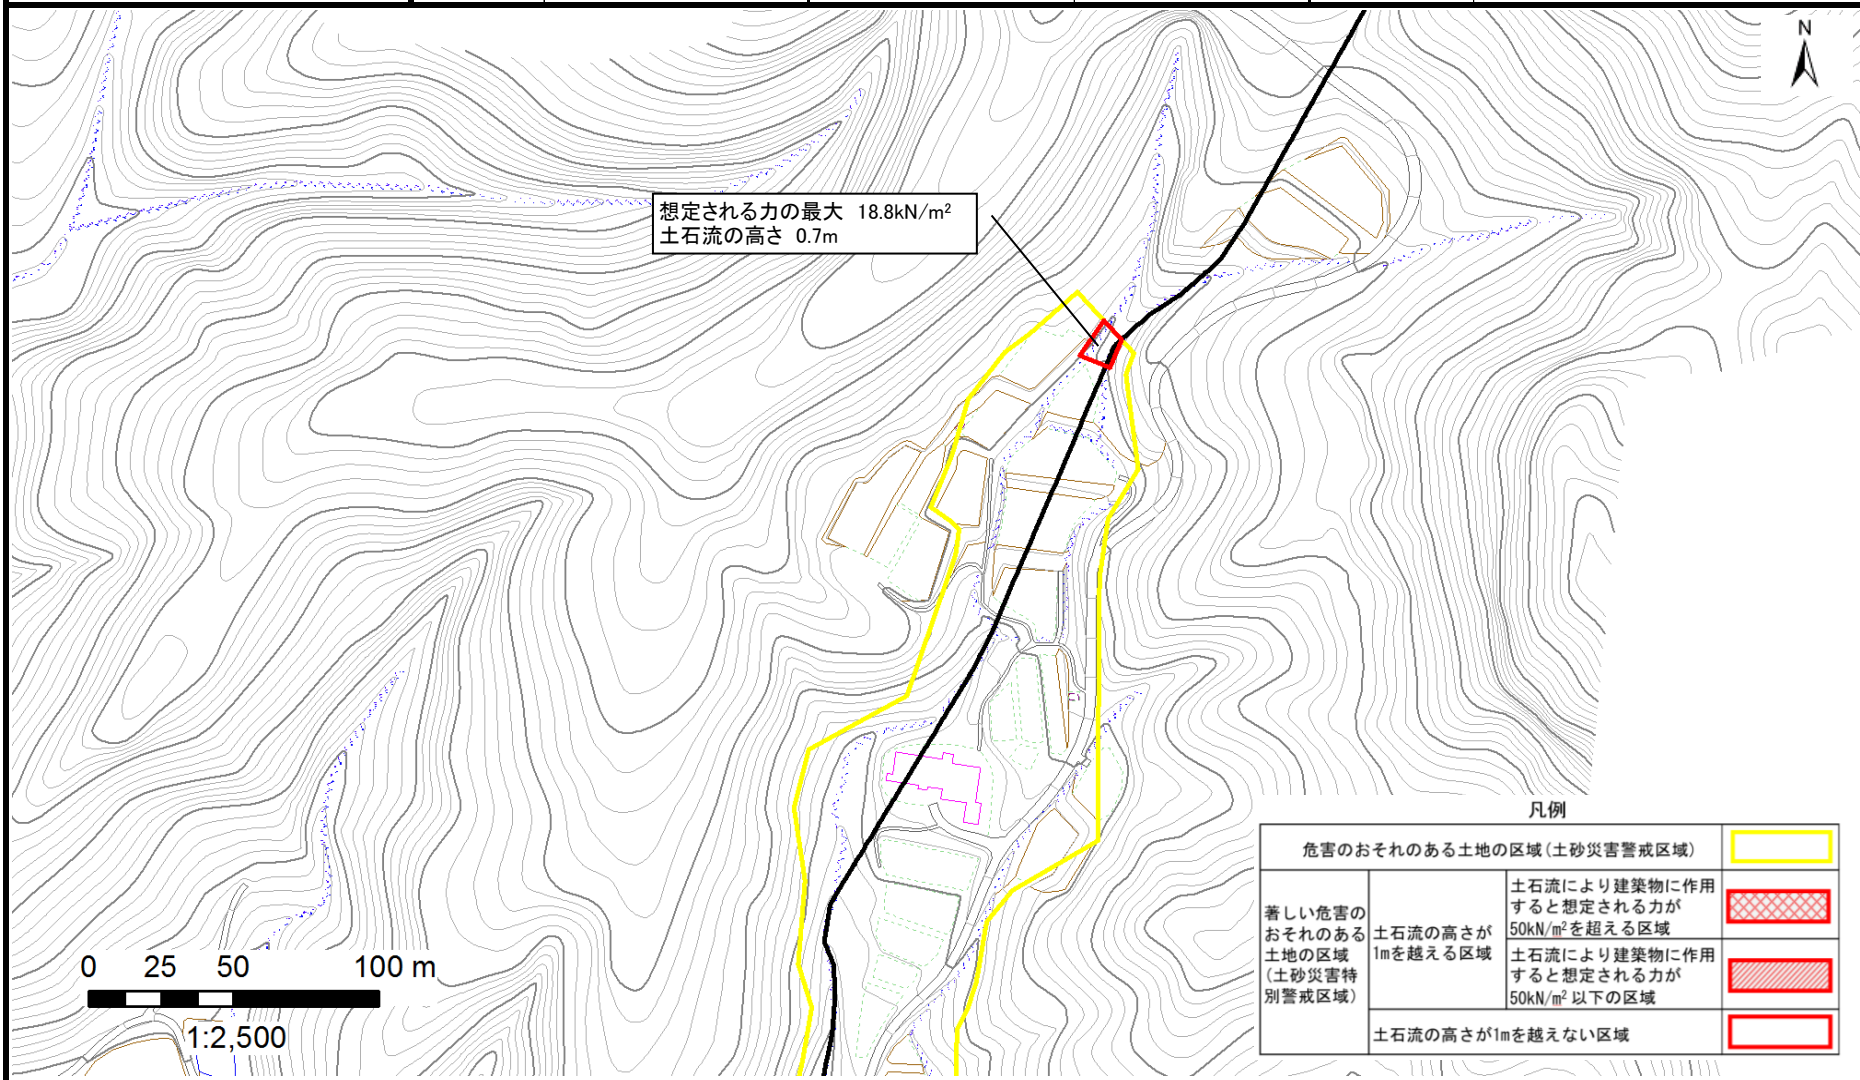 N
想定される力の最大 18.8kN/m²
土石流の高さ 0.7m
凡例
危害のおそれのある土地の区域(土砂災害警戒区域)
著しい危害の
おそれのある
土地の区域
(土砂災害特
別警戒区域)
土石流の高さが
1mを越える区域
土石流により建築物に作用
すると想定される力が
50kN/m²を超える区域
土石流により建築物に作用
すると想定される力が
50kN/m²以下の区域
土石流の高さが1mを越えない区域
0 25 50 100 m
1:2,500